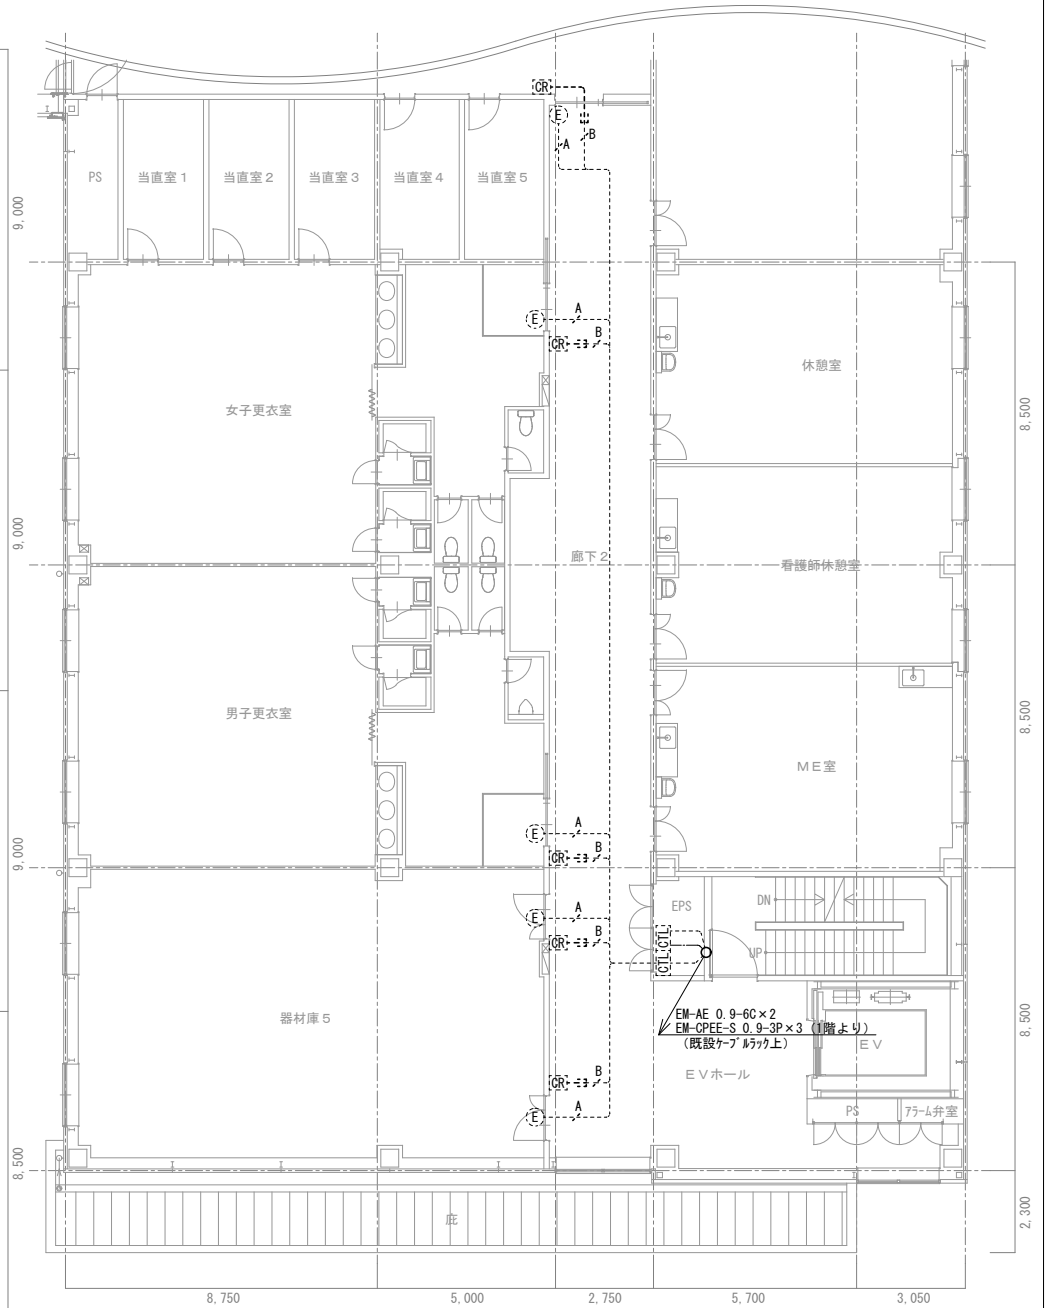 CR
E
B
A
PS
当直室1
当直室2
当直室3
当直室4
当直室5
9,000
A
E
B
CR
休憩室
女子更衣室
8,500
9,000
廊下2
看護師休憩室
男子更衣室
8,500
ME室
A
E
B
CR
9,000
EPS
DN
A
E
B
CR
CTL
CTL
UP
EM-AE 0.9-6C×2
EM-CPEE-S 0.9-3P×3 (1階より)
(既設ケーブルラック上)
器材庫5
8,500
EV
EVホール
B
CR
A
E
PS
アラーム弁室
8,500
庇
2,300
8,750
5,000
2,750
5,700
3,050